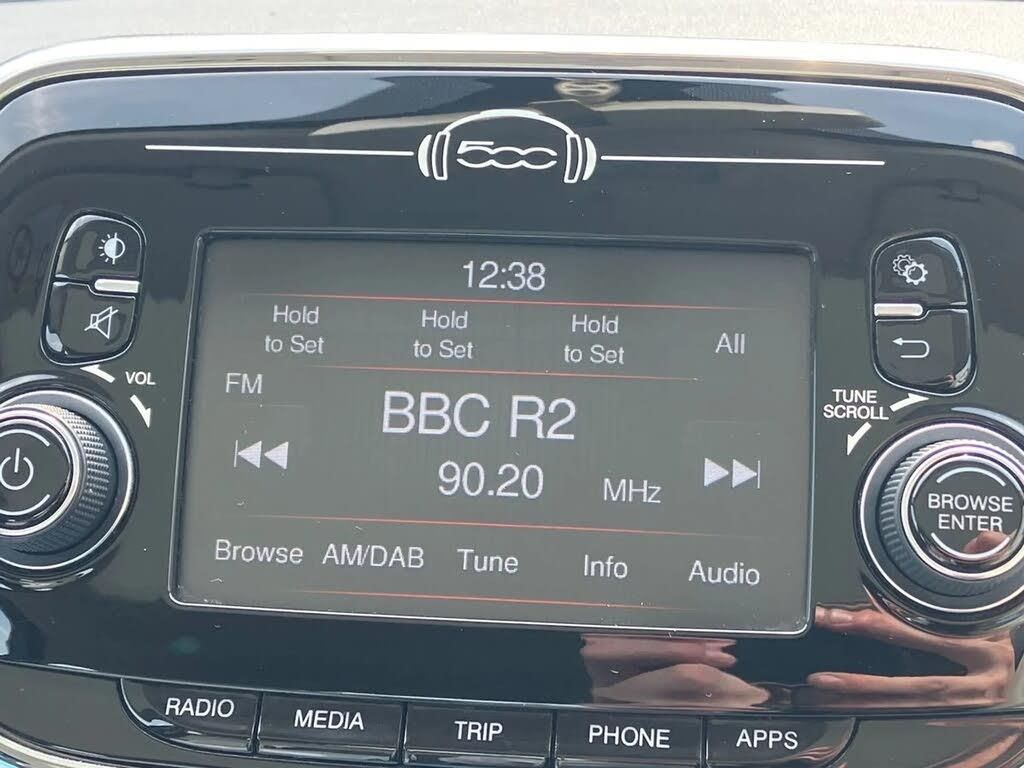 500
12:38
Hold to Set
Hold to Set
Hold to Set
All
VOL
TUNE
SCROLL
FM
BBC R2
90.20 MHz
BROWSE
ENTER
Browse AM/DAB Tune Info Audio
RADIO MEDIA TRIP PHONE APPS